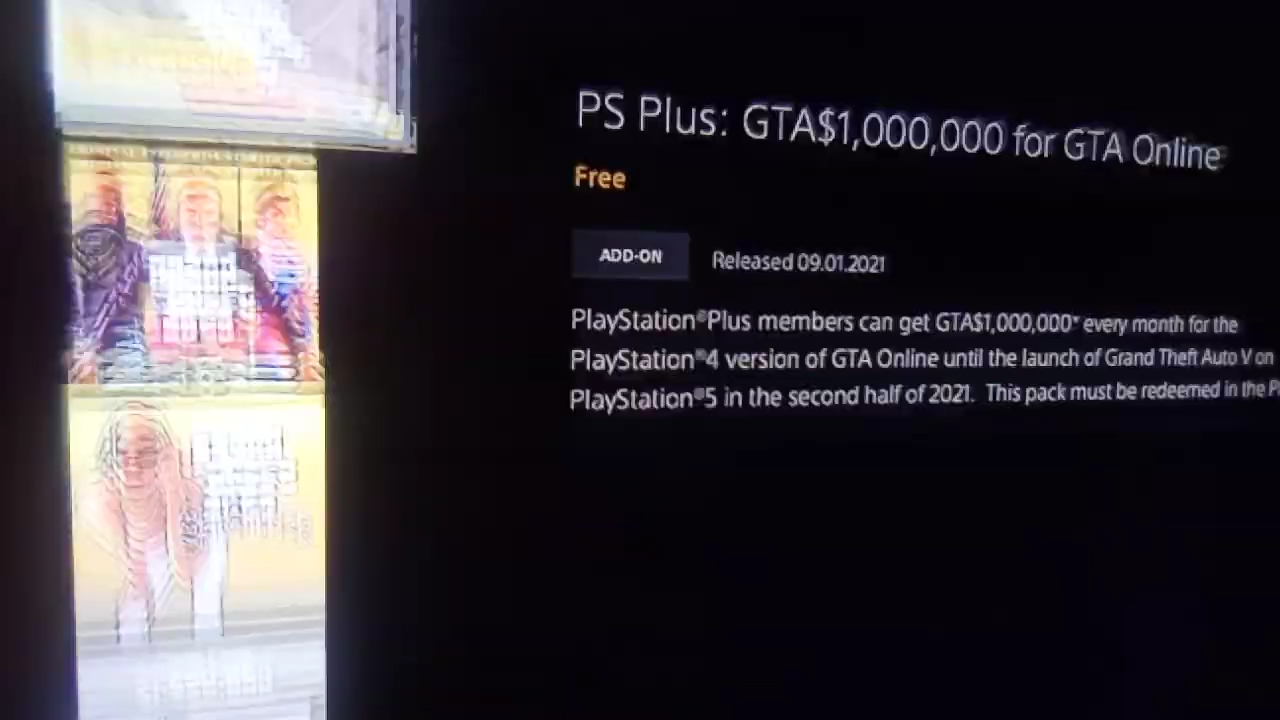 PS Plus: GTA$1,000,000 for GTA Online
Free
ADD-ON Released 09.01.2021
PlayStation®Plus members can get GTA$1,000,000* every month for the
PlayStation®4 version of GTA Online until the launch of Grand Theft Auto V on
PlayStation®5 in the second half of 2021. This pack must be redeemed in the